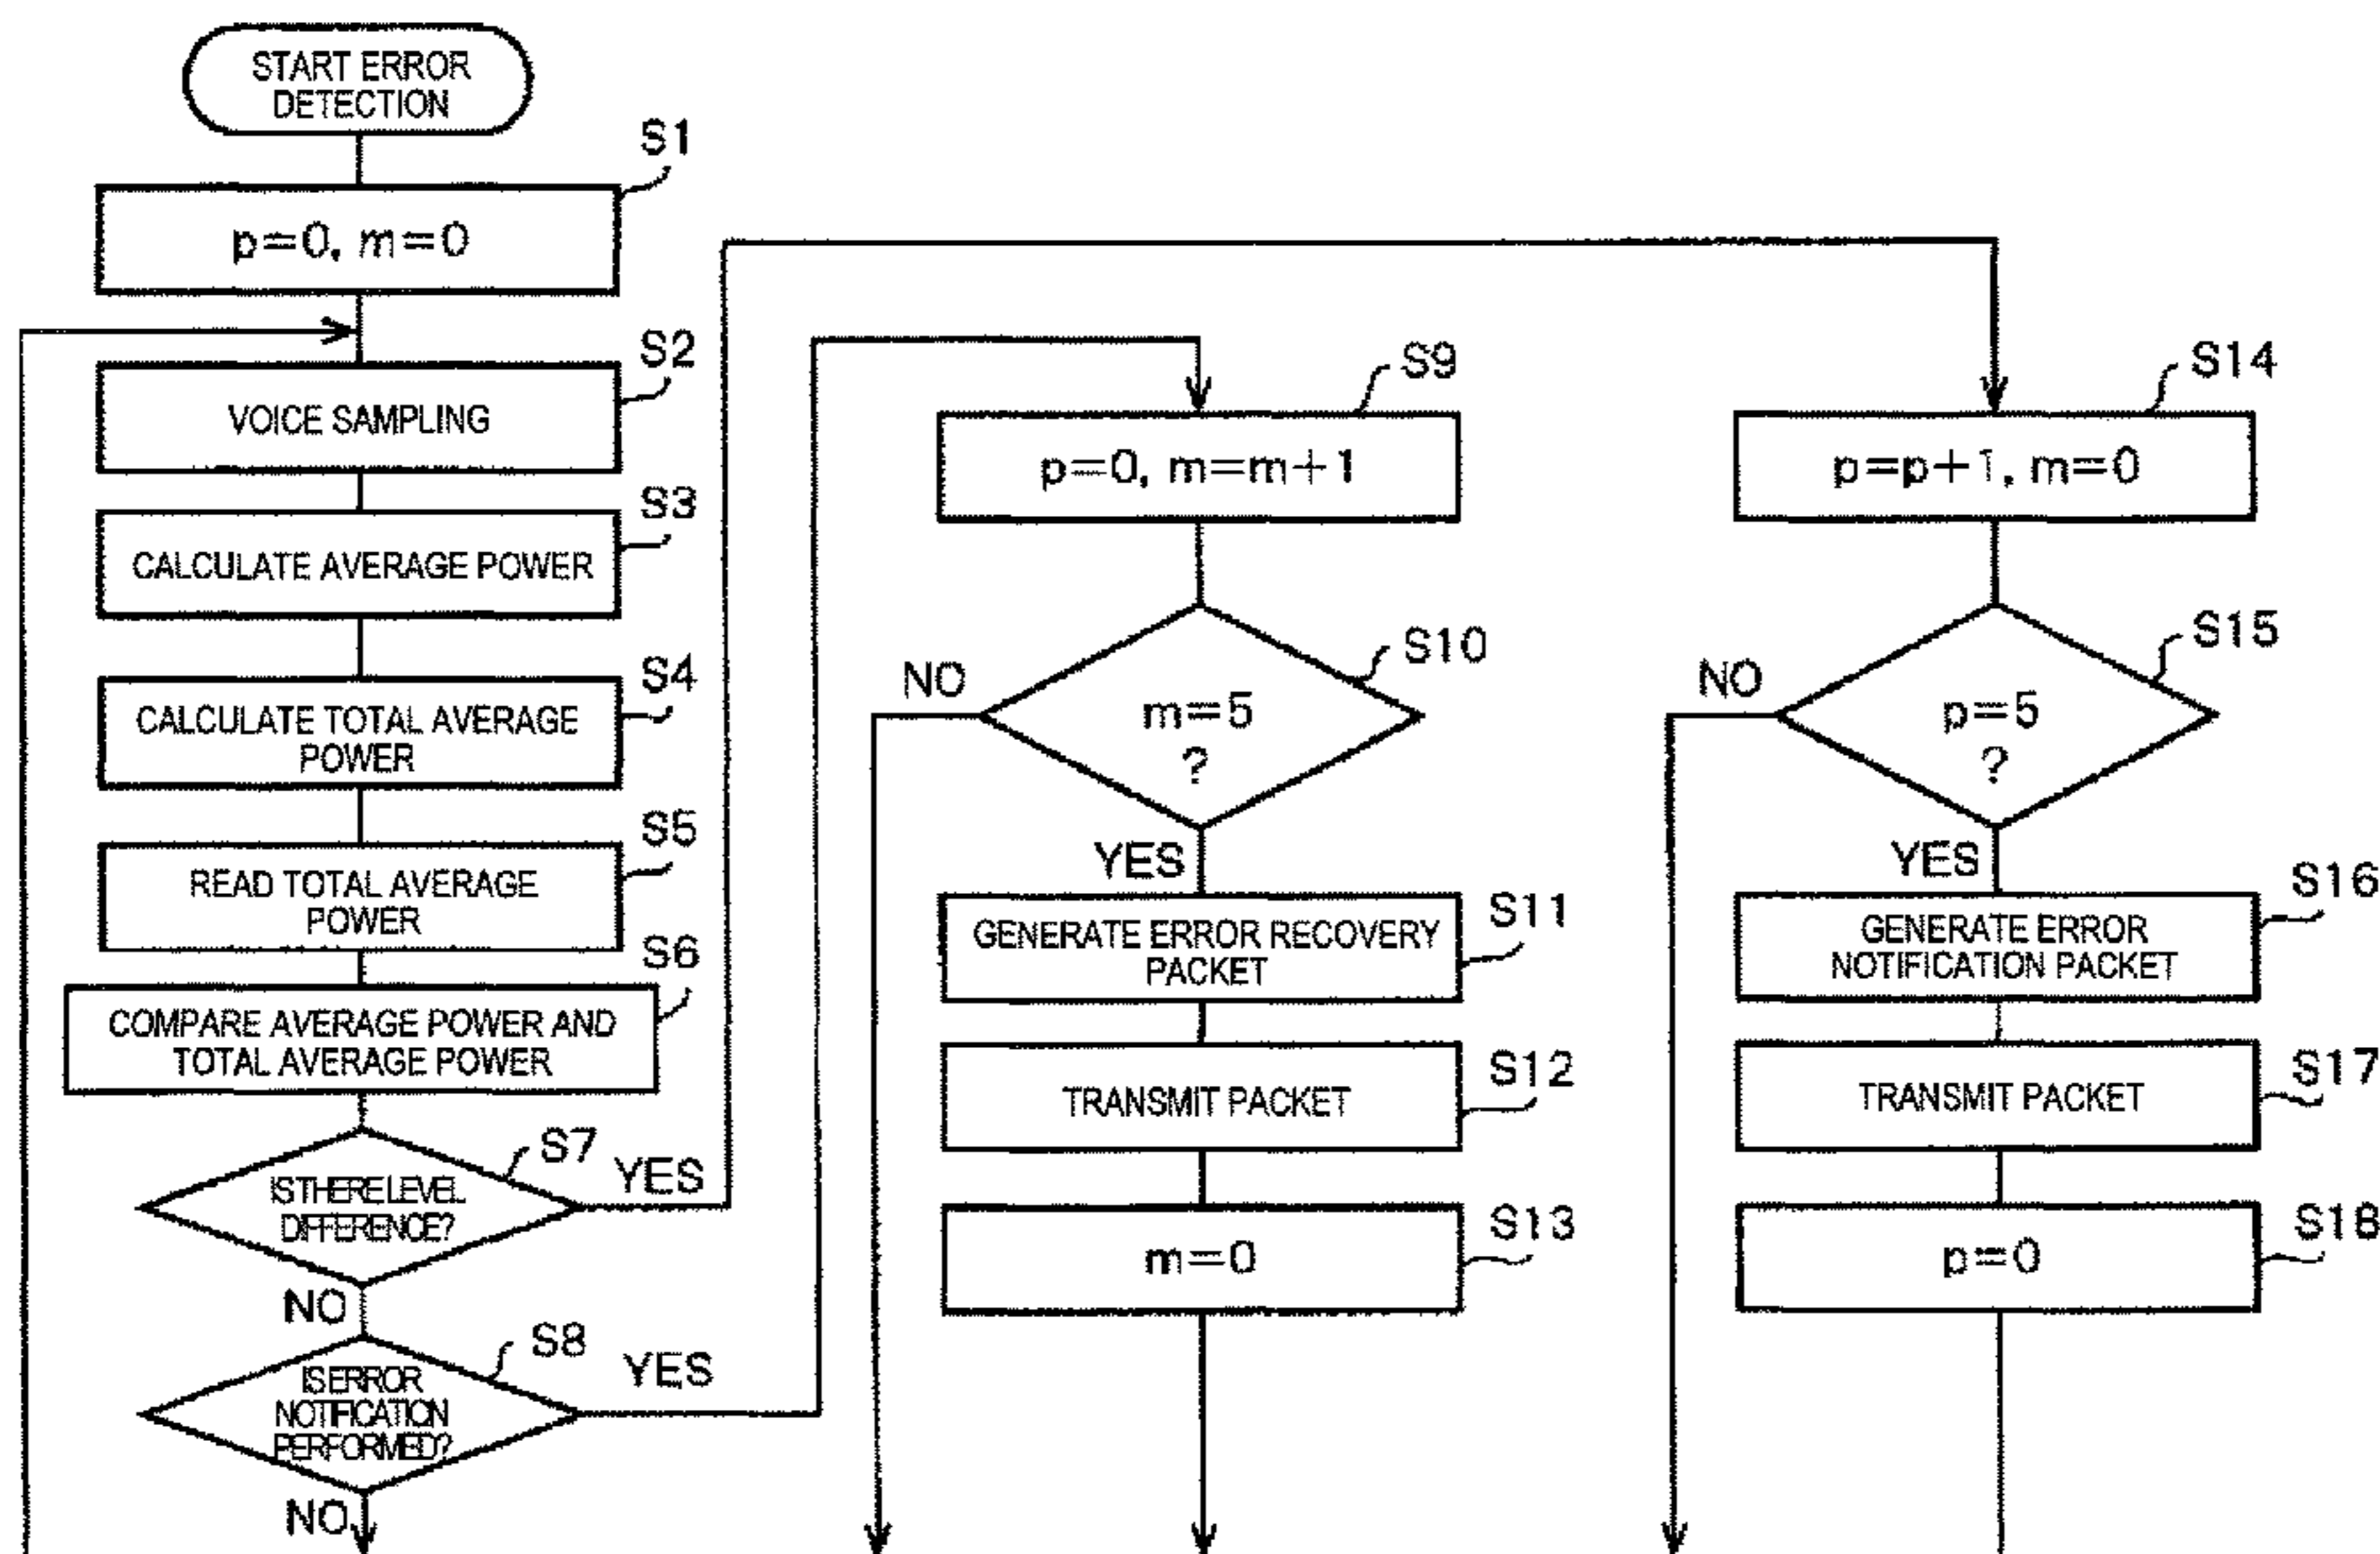 START ERROR
DETECTION
S1
p=0, m=0
S2
VOICE SAMPLING
S3
CALCULATE AVERAGE POWER
S4
CALCULATE TOTAL AVERAGE
POWER
S5
READ TOTAL AVERAGE
POWER
S6
COMPARE AVERAGE POWER AND
TOTAL AVERAGE POWER
S7
IS THERE LEVEL
DIFFERENCE?
YES
NO
S8
IS ERROR
NOTIFICATION
PERFORMED?
YES
NO
S9
p=0, m=m+1
S10
m=5
?
NO
YES
S11
GENERATE ERROR RECOVERY
PACKET
S12
TRANSMIT PACKET
S13
m=0
S14
p=p+1, m=0
S15
p=5
?
NO
YES
S16
GENERATE ERROR
NOTIFICATION PACKET
S17
TRANSMIT PACKET
S18
p=0